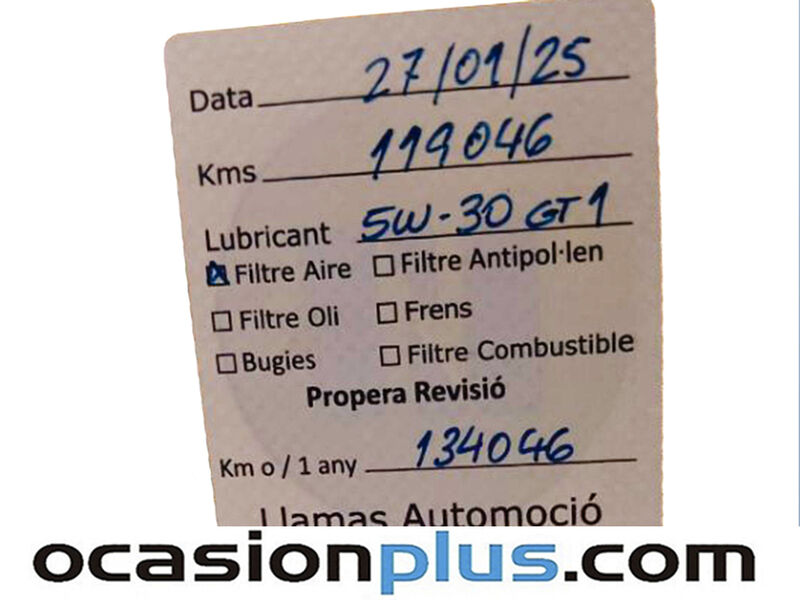 Data 27/01/25
Kms 119046
Lubricant 5W-30 GT1
Filtre Aire Filtre Antipol·len
Filtre Oli Frens
Bugies Filtre Combustible
Propera Revisió
Km o / 1 any 134046
Llamas Automoció
ocasionplus.com